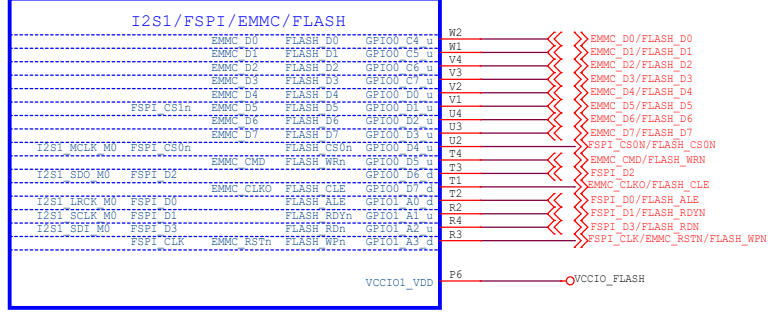 I2S1/FSPI/EMMC/FLASH
EMMC_D0 FLASH_D0 GPIO0_C4_u W2 EMMC_D0/FLASH_D0
EMMC_D1 FLASH_D1 GPIO0_C5_u W1 EMMC_D1/FLASH_D1
EMMC_D2 FLASH_D2 GPIO0_C6_u V4 EMMC_D2/FLASH_D2
EMMC_D3 FLASH_D3 GPIO0_C7_u V3 EMMC_D3/FLASH_D3
EMMC_D4 FLASH_D4 GPIO0_D0_u V2 EMMC_D4/FLASH_D4
FSPI_CS1n EMMC_D5 FLASH_D5 GPIO0_D1_u V1 EMMC_D5/FLASH_D5
EMMC_D6 FLASH_D6 GPIO0_D2_u U4 EMMC_D6/FLASH_D6
EMMC_D7 FLASH_D7 GPIO0_D3_u U3 EMMC_D7/FLASH_D7
I2S1_MCLK_M0 FSPI_CS0n FLASH_CS0n GPIO0_D4_u U2 FSPI_CS0N/FLASH_CS0N
EMMC_CMD FLASH_WRn GPIO0_D5_u T4 EMMC_CMD/FLASH_WRN
I2S1_SDO_M0 FSPI_D2 GPIO0_D6_d T3 FSPI_D2
EMMC_CLKO FLASH_CLE GPIO0_D7_d T1 EMMC_CLKO/FLASH_CLE
I2S1_LRCK_M0 FSPI_D0 FLASH_ALE GPIO1_A0_d T2 FSPI_D0/FLASH_ALE
I2S1_SCLK_M0 FSPI_D1 FLASH_RDYn GPIO1_A1_u R2 FSPI_D1/FLASH_RDYN
I2S1_SDI_M0 FSPI_D3 FLASH_RDn GPIO1_A2_u R4 FSPI_D3/FLASH_RDN
FSPI_CLK EMMC_RSTn FLASH_WPn GPIO1_A3_d R3 FSPI_CLK/EMMC_RSTN/FLASH_WPN
VCCIO1_VDD P6 VCCIO_FLASH